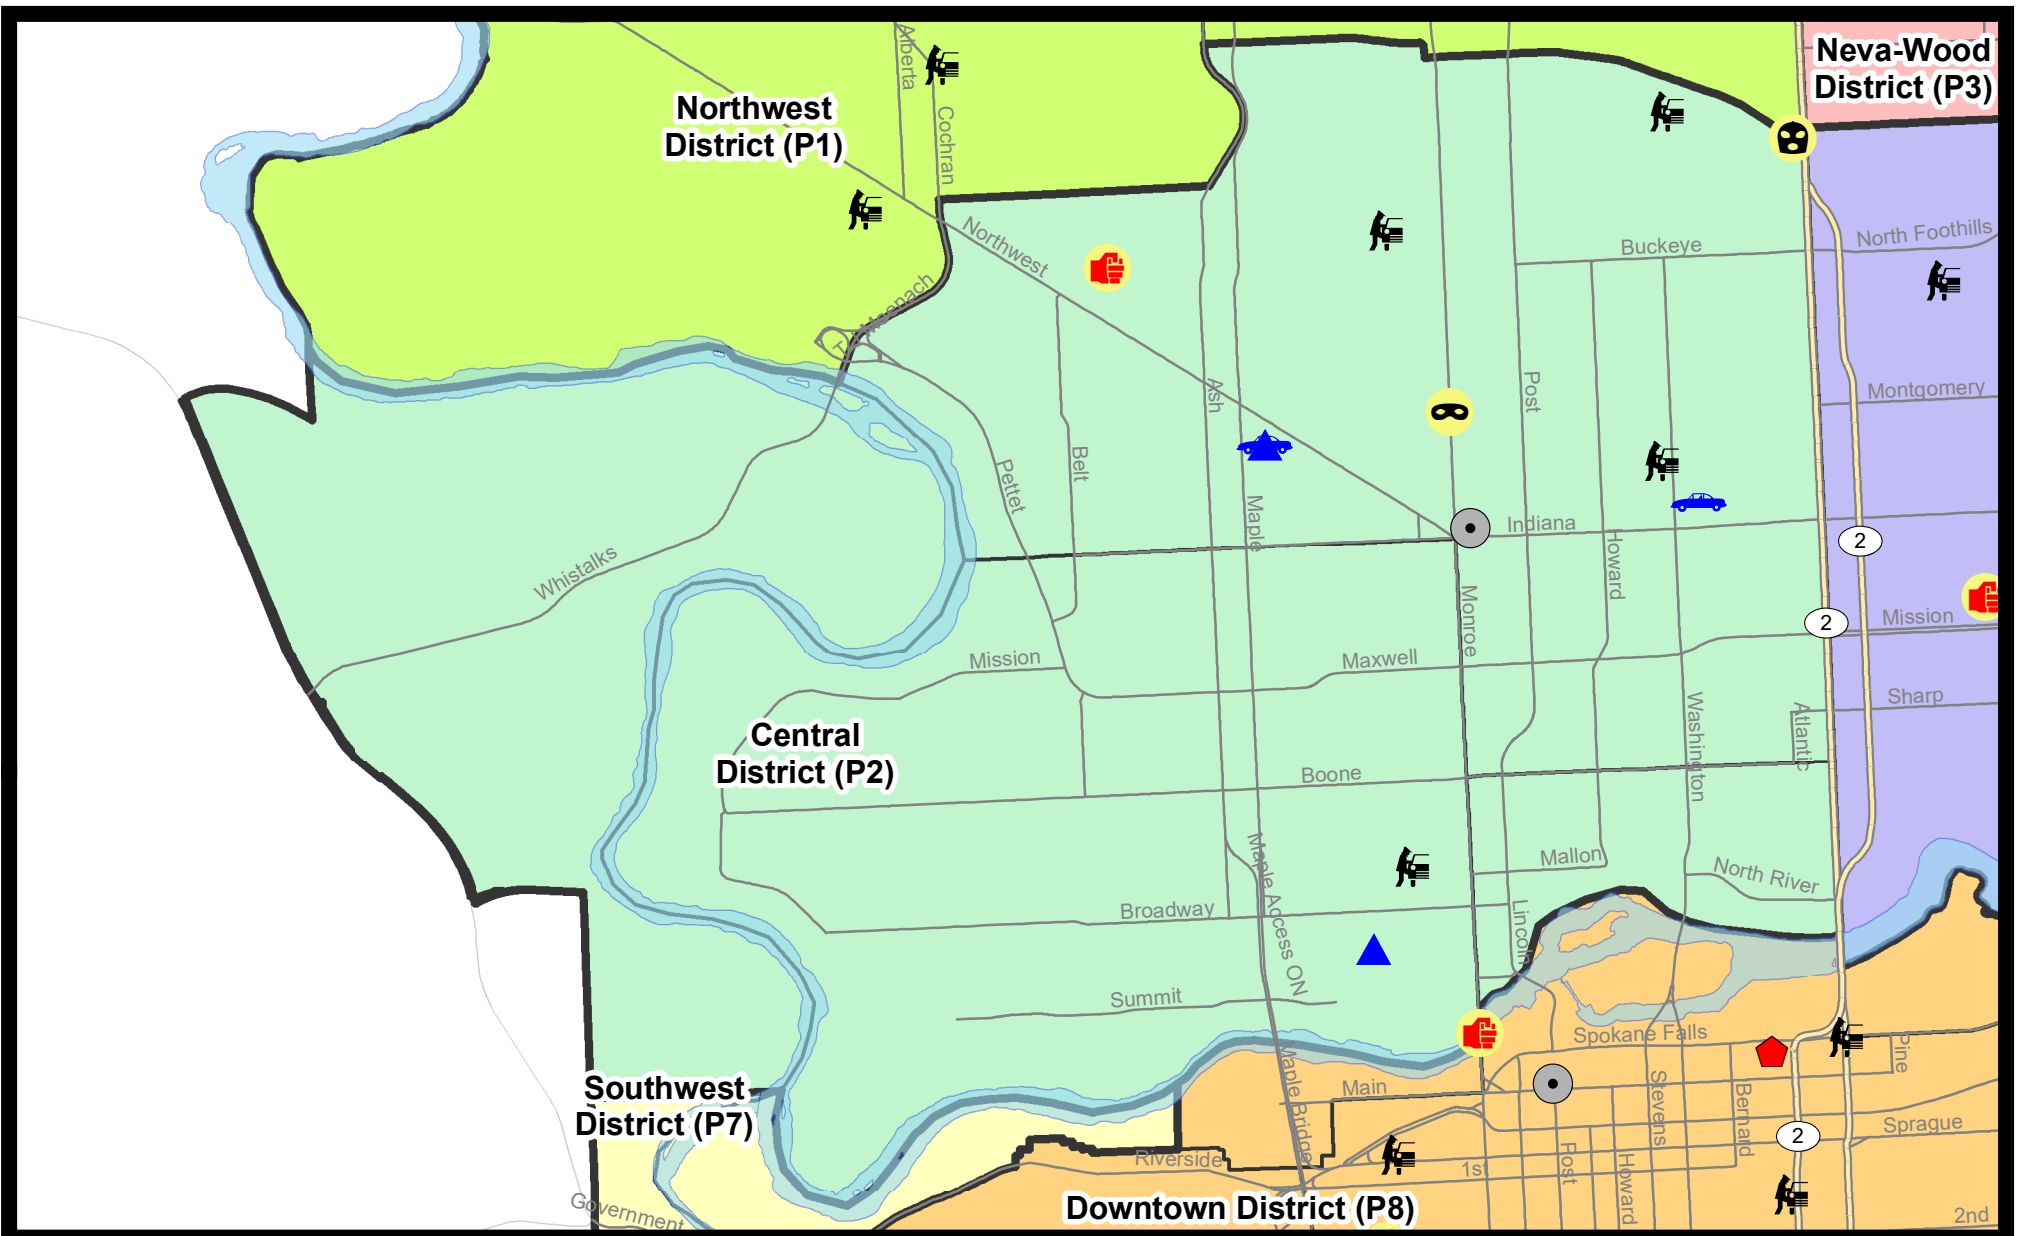 Neva-Wood
District (P3)
Alberta
Northwest
District (P1)
Cochran
Northwest
North Foothills
Buckeye
Ash
Post
Montgomery
Belt
Pettet
Maple
Indiana
2
Howard
Whistalks
Monroe
2
Mission
Mission
Maxwell
Washington
Sharp
Atlantic
Central
District (P2)
Boone
Mallon
North River
Maple Access ON
Broadway
Lincoln
Summit
Spokane Falls
Pine
Maple Bridge
Main
Stevens
Bernard
Southwest
District (P7)
2
Sprague
Riverside
1st
Post
Howard
Government
Downtown District (P8)
2nd